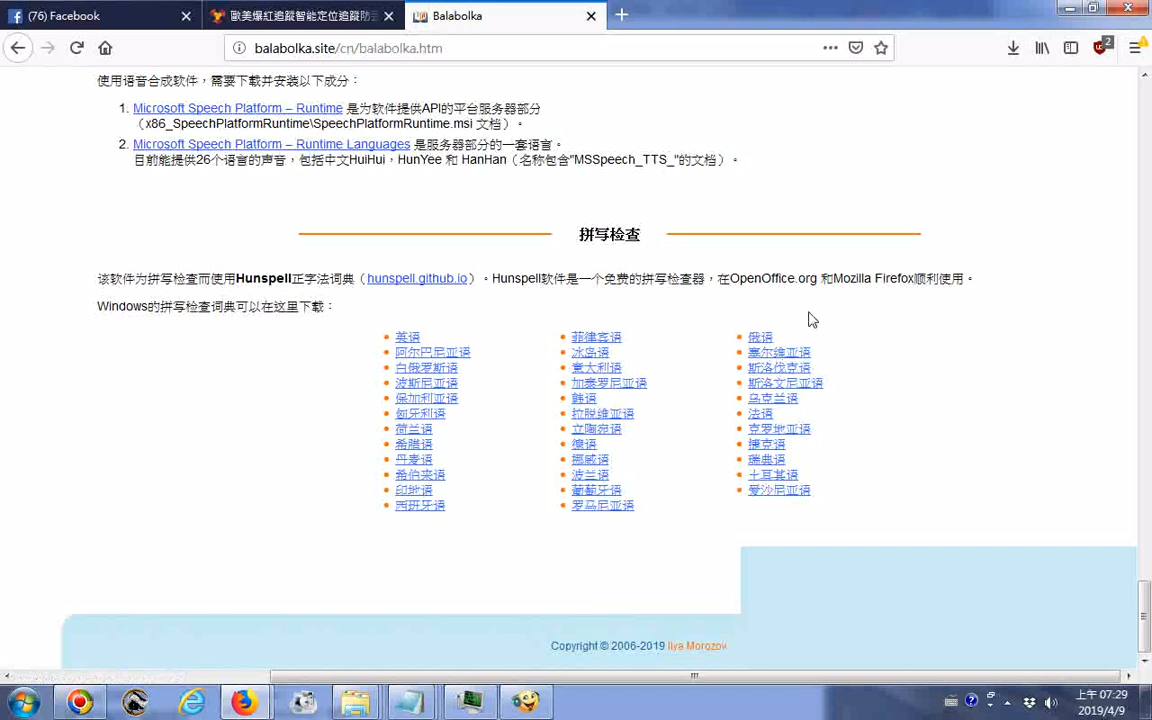 (76) Facebook
歐美爆紅追蹤智能定位追蹤防
Balabolka
balabolka.site/cn/balabolka.htm
2
使用语音合成软件，需要下载并安装以下成分：
1. Microsoft Speech Platform – Runtime 是为软件提供API的平台服务器部分
（x86_SpeechPlatformRuntime\SpeechPlatformRuntime.msi 文档）。
2. Microsoft Speech Platform – Runtime Languages 是服务器部分的一套语言。
目前能提供26个语言的声音，包括中文HuiHui，HunYee 和 HanHan（名称包含"MSSpeech_TTS_"的文档）。
拼写检查
该软件为拼写检查而使用Hunspell正字法词典（hunspell.github.io）。Hunspell软件是一个免费的拼写检查器，在OpenOffice.org 和Mozilla Firefox顺利使用。
Windows的拼写检查词典可以在这里下载：
英语
阿尔巴尼亚语
白俄罗斯语
波斯尼亚语
保加利亚语
匈牙利语
荷兰语
希腊语
丹麦语
希伯来语
印地语
西班牙语
菲律宾语
冰岛语
意大利语
加泰罗尼亚语
韩语
拉脱维亚语
立陶宛语
德语
挪威语
波兰语
葡萄牙语
罗马尼亚语
俄语
塞尔维亚语
斯洛伐克语
斯洛文尼亚语
乌克兰语
法语
克罗地亚语
捷克语
瑞典语
土耳其语
爱沙尼亚语
Copyright © 2006-2019 Ilya Morozov
上午 07:29
2019/4/9